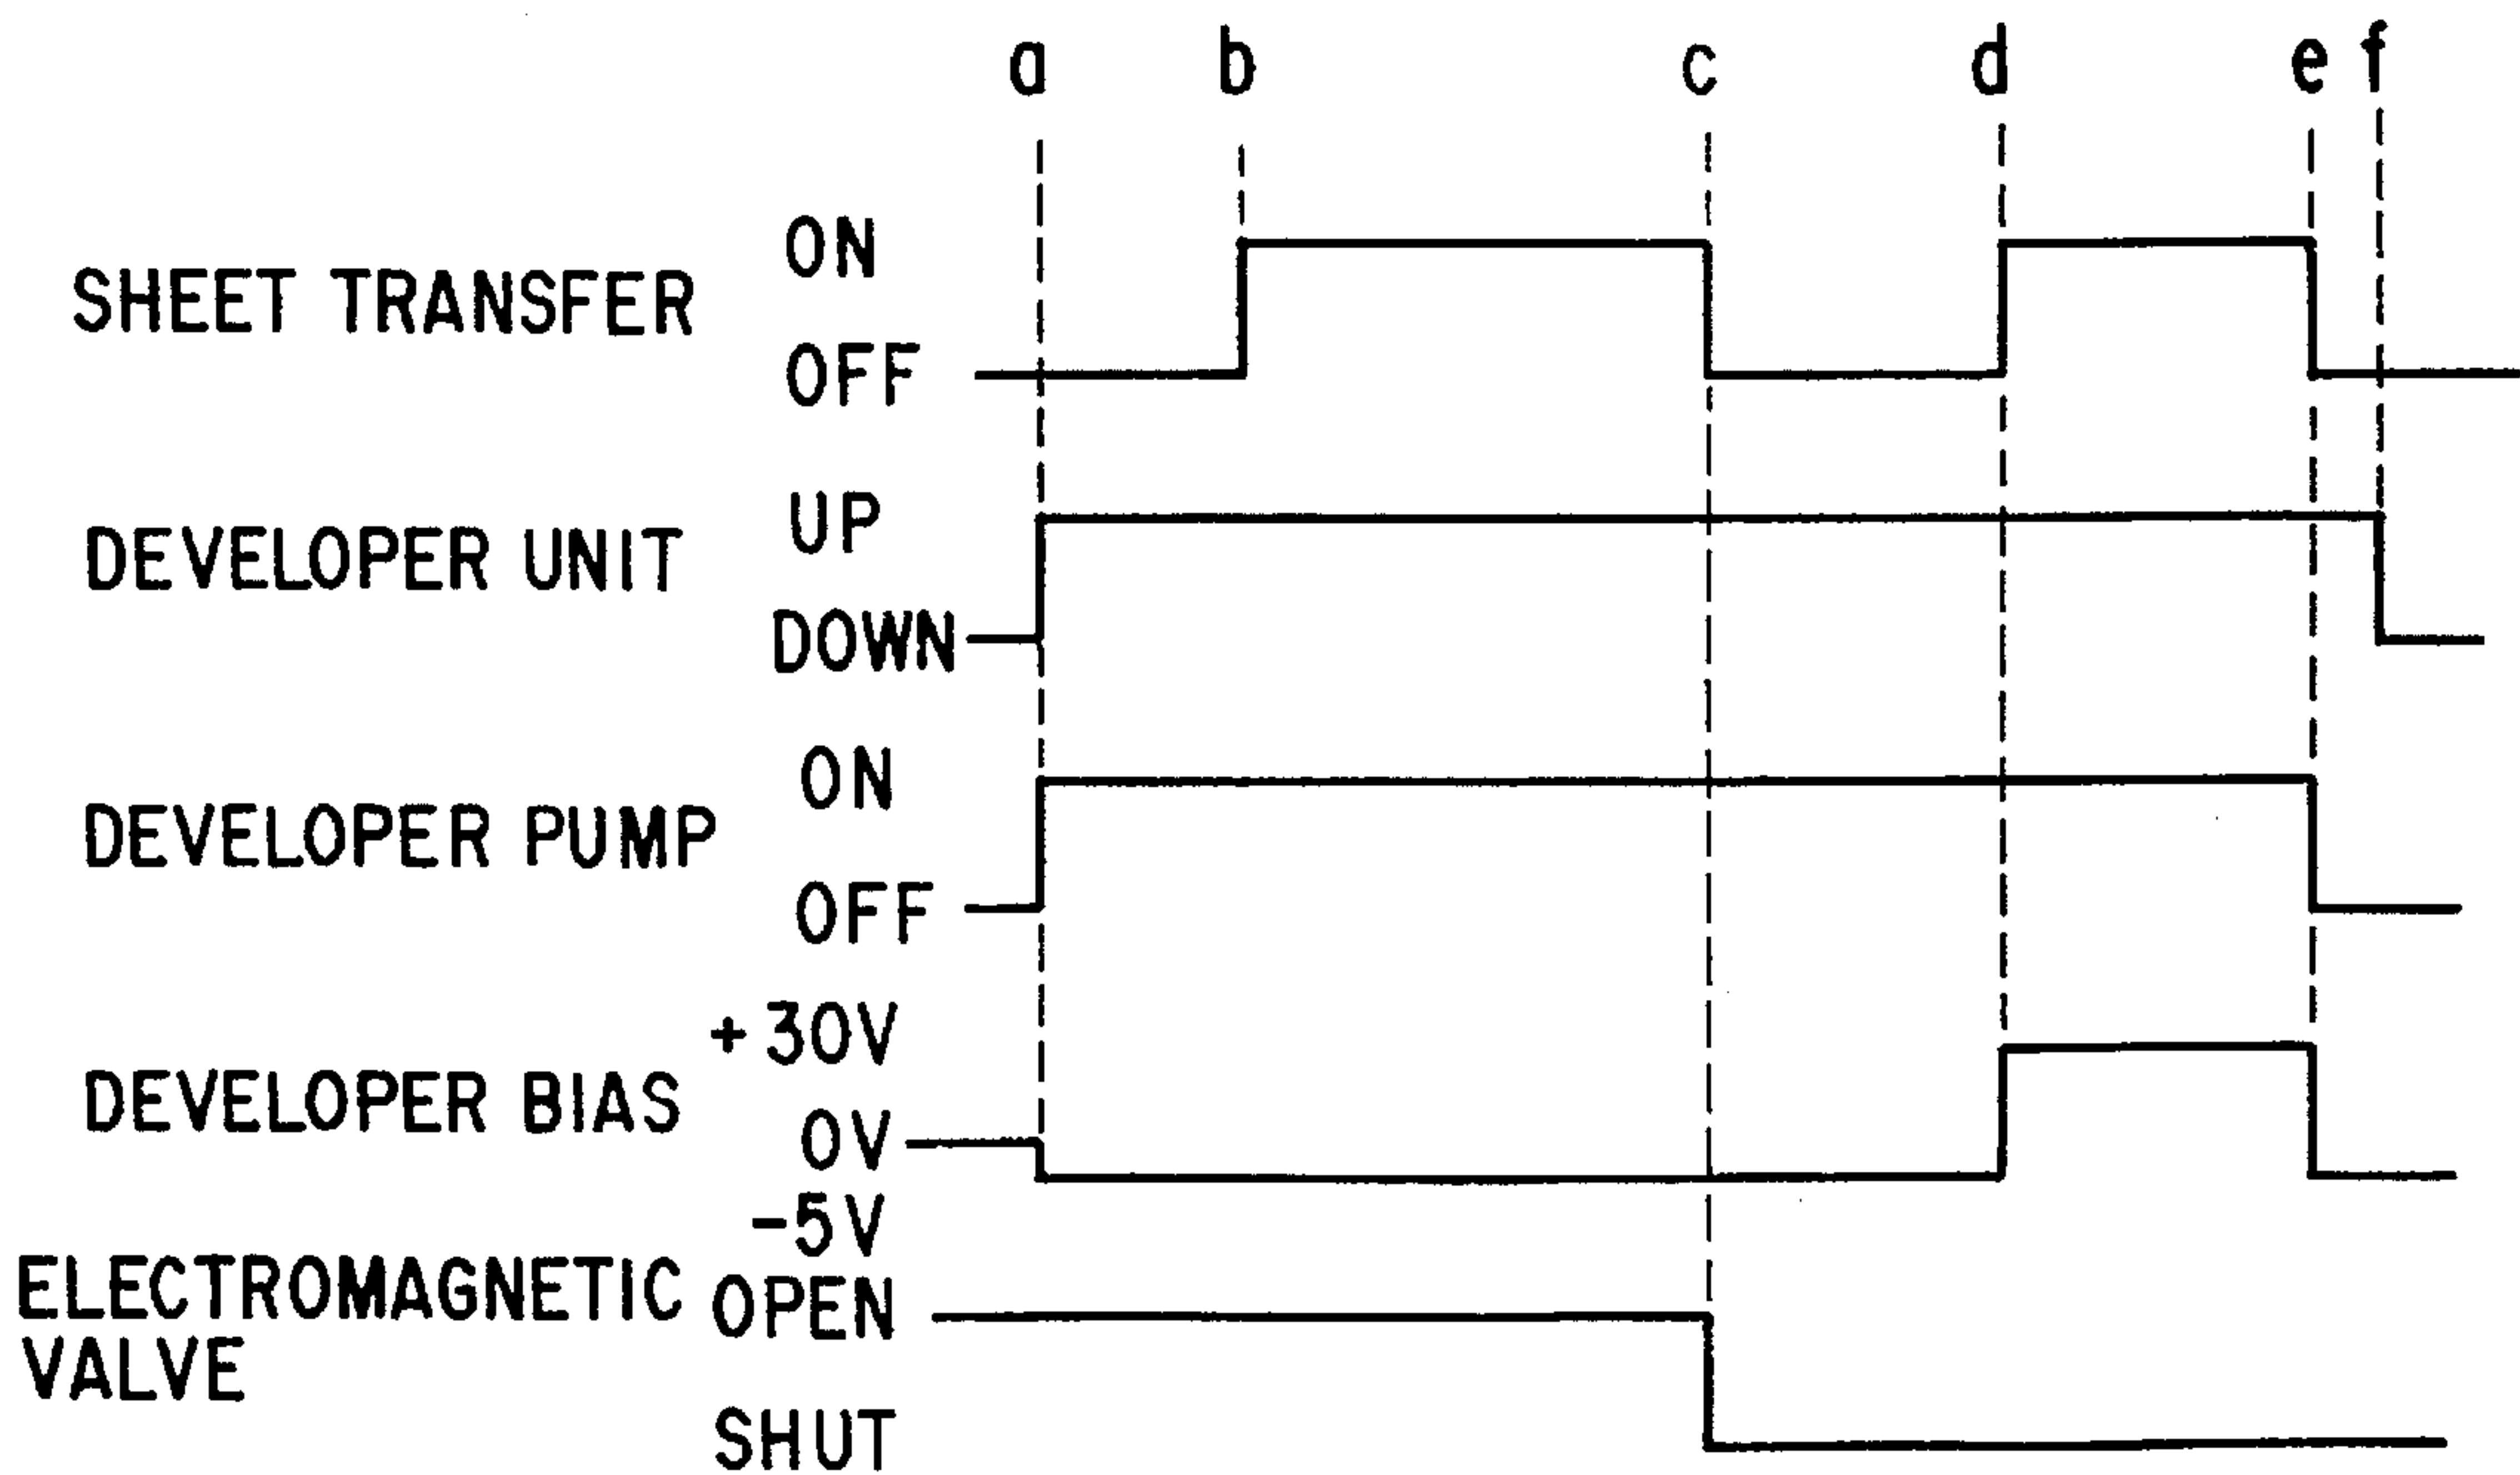 a b c d e f
ON
SHEET TRANSFER
OFF
UP
DEVELOPER UNIT
DOWN
ON
DEVELOPER PUMP
OFF
+30V
DEVELOPER BIAS
0V
-5V
ELECTROMAGNETIC
VALVE
OPEN
SHUT